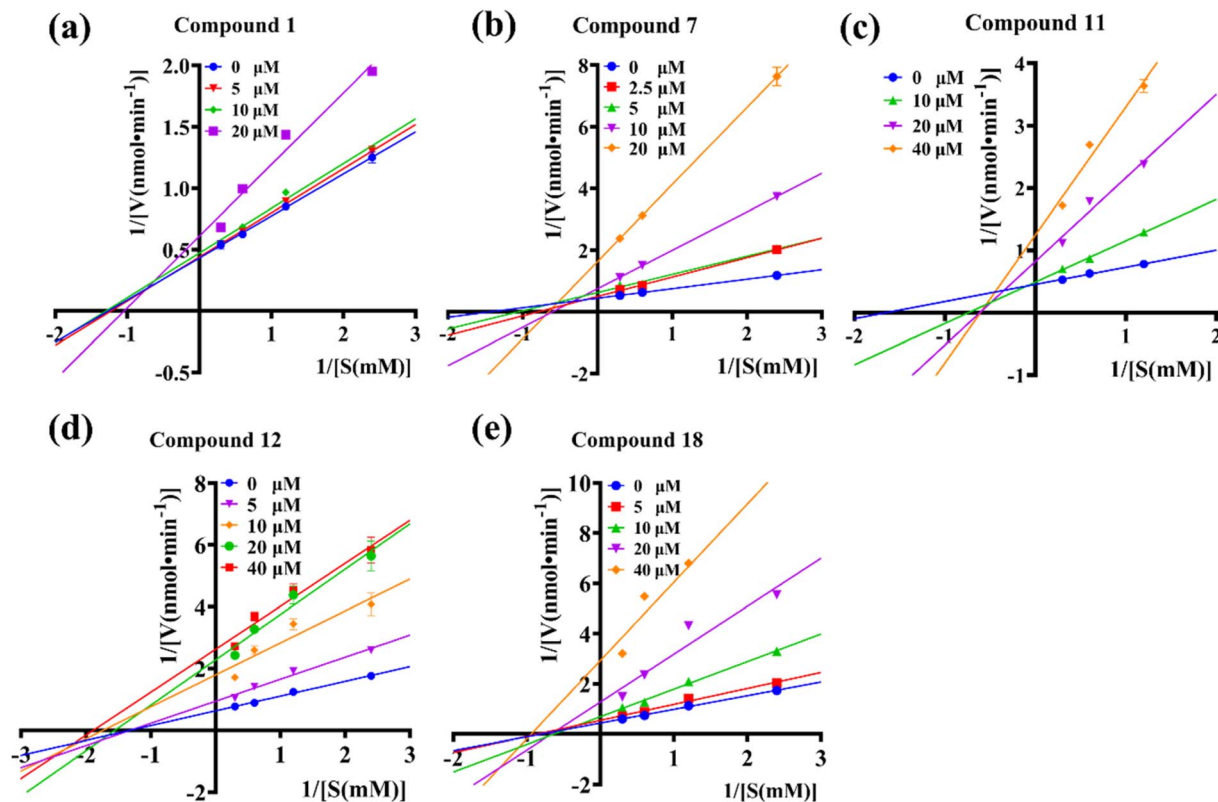 (a)
Compound 1
0 μM
5 μM
10 μM
20 μM
1/[V(nmol•min⁻¹)]
2.0
1.5
1.0
0.5
-0.5
-2 -1 1 2 3
1/[S(mM)]
(b)
Compound 7
0 μM
2.5 μM
5 μM
10 μM
20 μM
1/[V(nmol•min⁻¹)]
8
6
4
2
-2
-2 -1 1 2 3
1/[S(mM)]
(c)
Compound 11
0 μM
10 μM
20 μM
40 μM
1/[V(nmol•min⁻¹)]
4
3
2
1
-1
-2 -1 1 2
1/[S(mM)]
(d)
Compound 12
0 μM
5 μM
10 μM
20 μM
40 μM
1/[V(nmol•min⁻¹)]
8
6
4
2
-2
-3 -2 -1 1 2 3
1/[S(mM)]
(e)
Compound 18
0 μM
5 μM
10 μM
20 μM
40 μM
1/[V(nmol•min⁻¹)]
10
8
6
4
2
-2
-2 -1 1 2 3
1/[S(mM)]